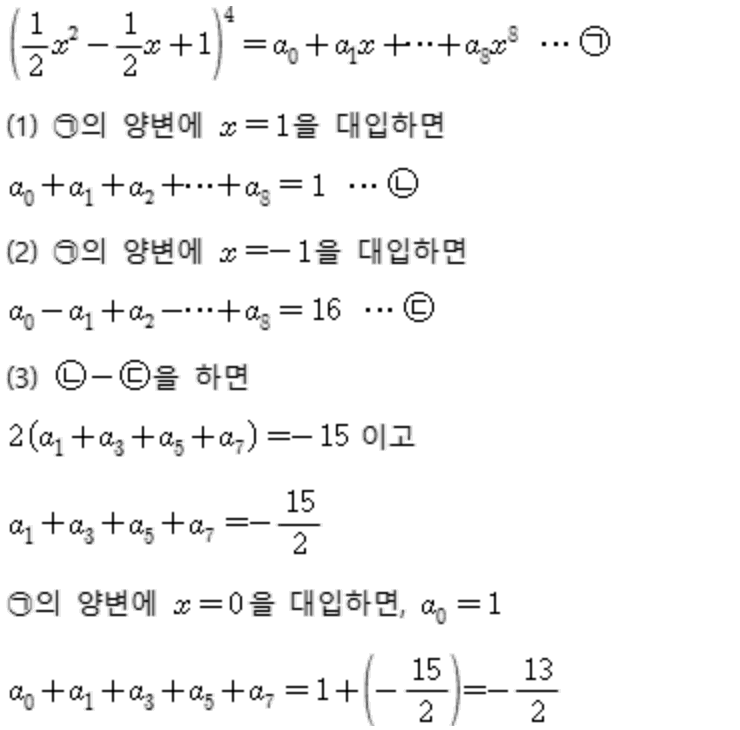 (1/2 x² − 1/2 x + 1)⁴ = a₀ + a₁x + ⋯ + a₈x⁸ ⋯ ㉠
(1) ㉠의 양변에 x = 1을 대입하면
a₀ + a₁ + a₂ + ⋯ + a₈ = 1 ⋯ ㉡
(2) ㉠의 양변에 x = −1을 대입하면
a₀ − a₁ + a₂ − ⋯ + a₈ = 16 ⋯ ㉢
(3) ㉡ − ㉢을 하면
2(a₁ + a₃ + a₅ + a₇) = −15 이고
a₁ + a₃ + a₅ + a₇ = −15/2
㉠의 양변에 x = 0을 대입하면, a₀ = 1
a₀ + a₁ + a₃ + a₅ + a₇ = 1 + (−15/2) = −13/2